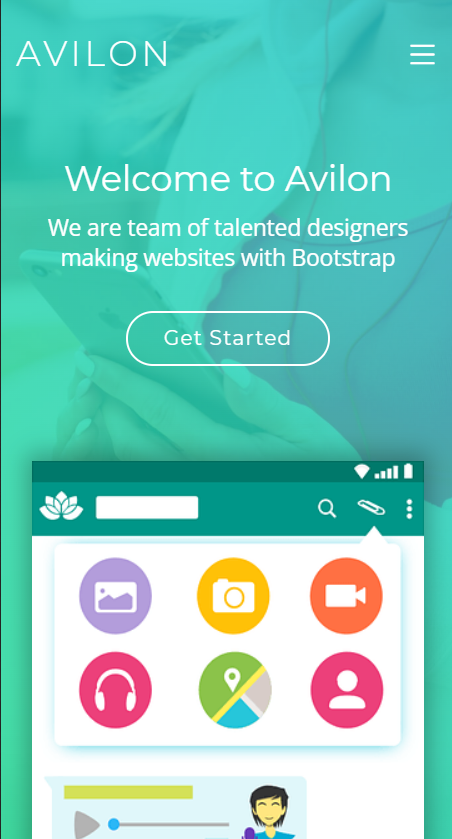 AVILON
Welcome to Avilon
We are team of talented designers
making websites with Bootstrap
Get Started